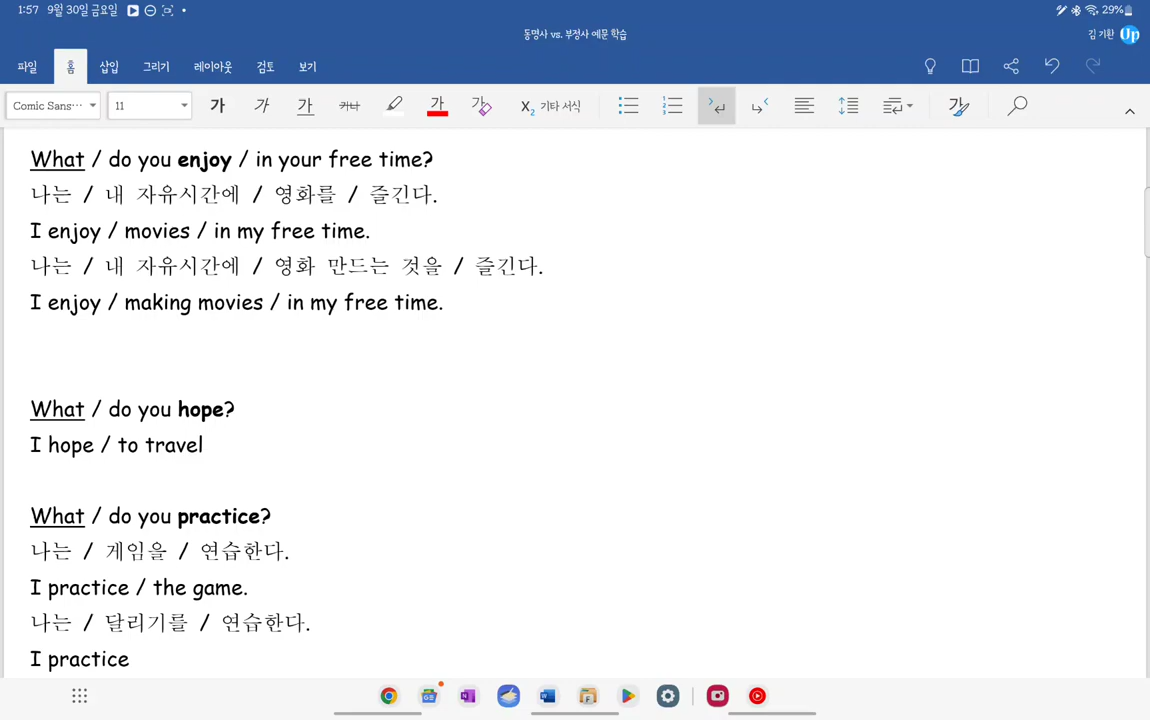 1:57 9월 30일 금요일
29%
동명사 vs. 부정사 예문 학습
김 기환 Up
파일 홈 삽입 그리기 레이아웃 검토 보기
Comic Sans… 11 가 가 가 가나 가 가 X₂ 기타 서식 가
What / do you enjoy / in your free time?
나는 / 내 자유시간에 / 영화를 / 즐긴다.
I enjoy / movies / in my free time.
나는 / 내 자유시간에 / 영화 만드는 것을 / 즐긴다.
I enjoy / making movies / in my free time.
What / do you hope?
I hope / to travel
What / do you practice?
나는 / 게임을 / 연습한다.
I practice / the game.
나는 / 달리기를 / 연습한다.
I practice